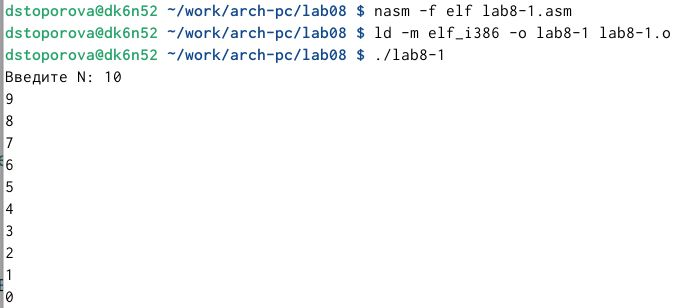 dstoporova@dk6n52 ~/work/arch-pc/lab08 $ nasm -f elf lab8-1.asm
dstoporova@dk6n52 ~/work/arch-pc/lab08 $ ld -m elf_i386 -o lab8-1 lab8-1.o
dstoporova@dk6n52 ~/work/arch-pc/lab08 $ ./lab8-1
Введите N: 10
9
8
7
6
5
4
3
2
1
0